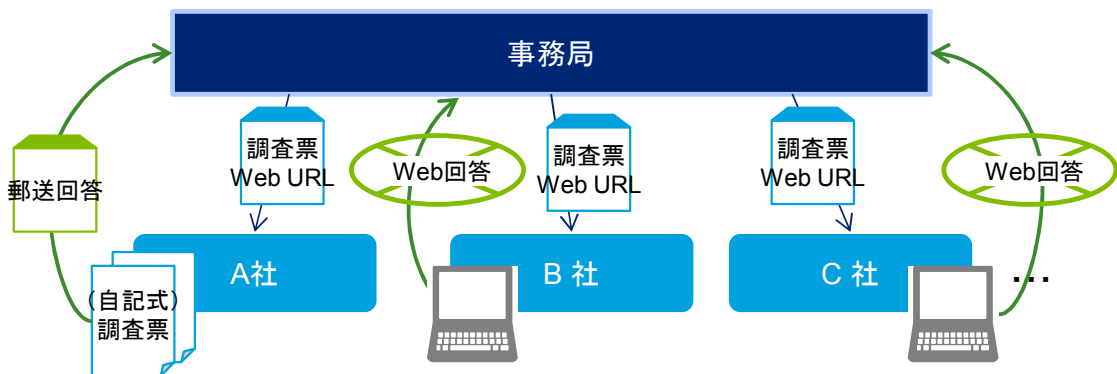 事務局
調査票
Web URL
調査票
Web URL
調査票
Web URL
郵送回答
Web回答
Web回答
A社
B 社
C 社
…
（自記式）
調査票